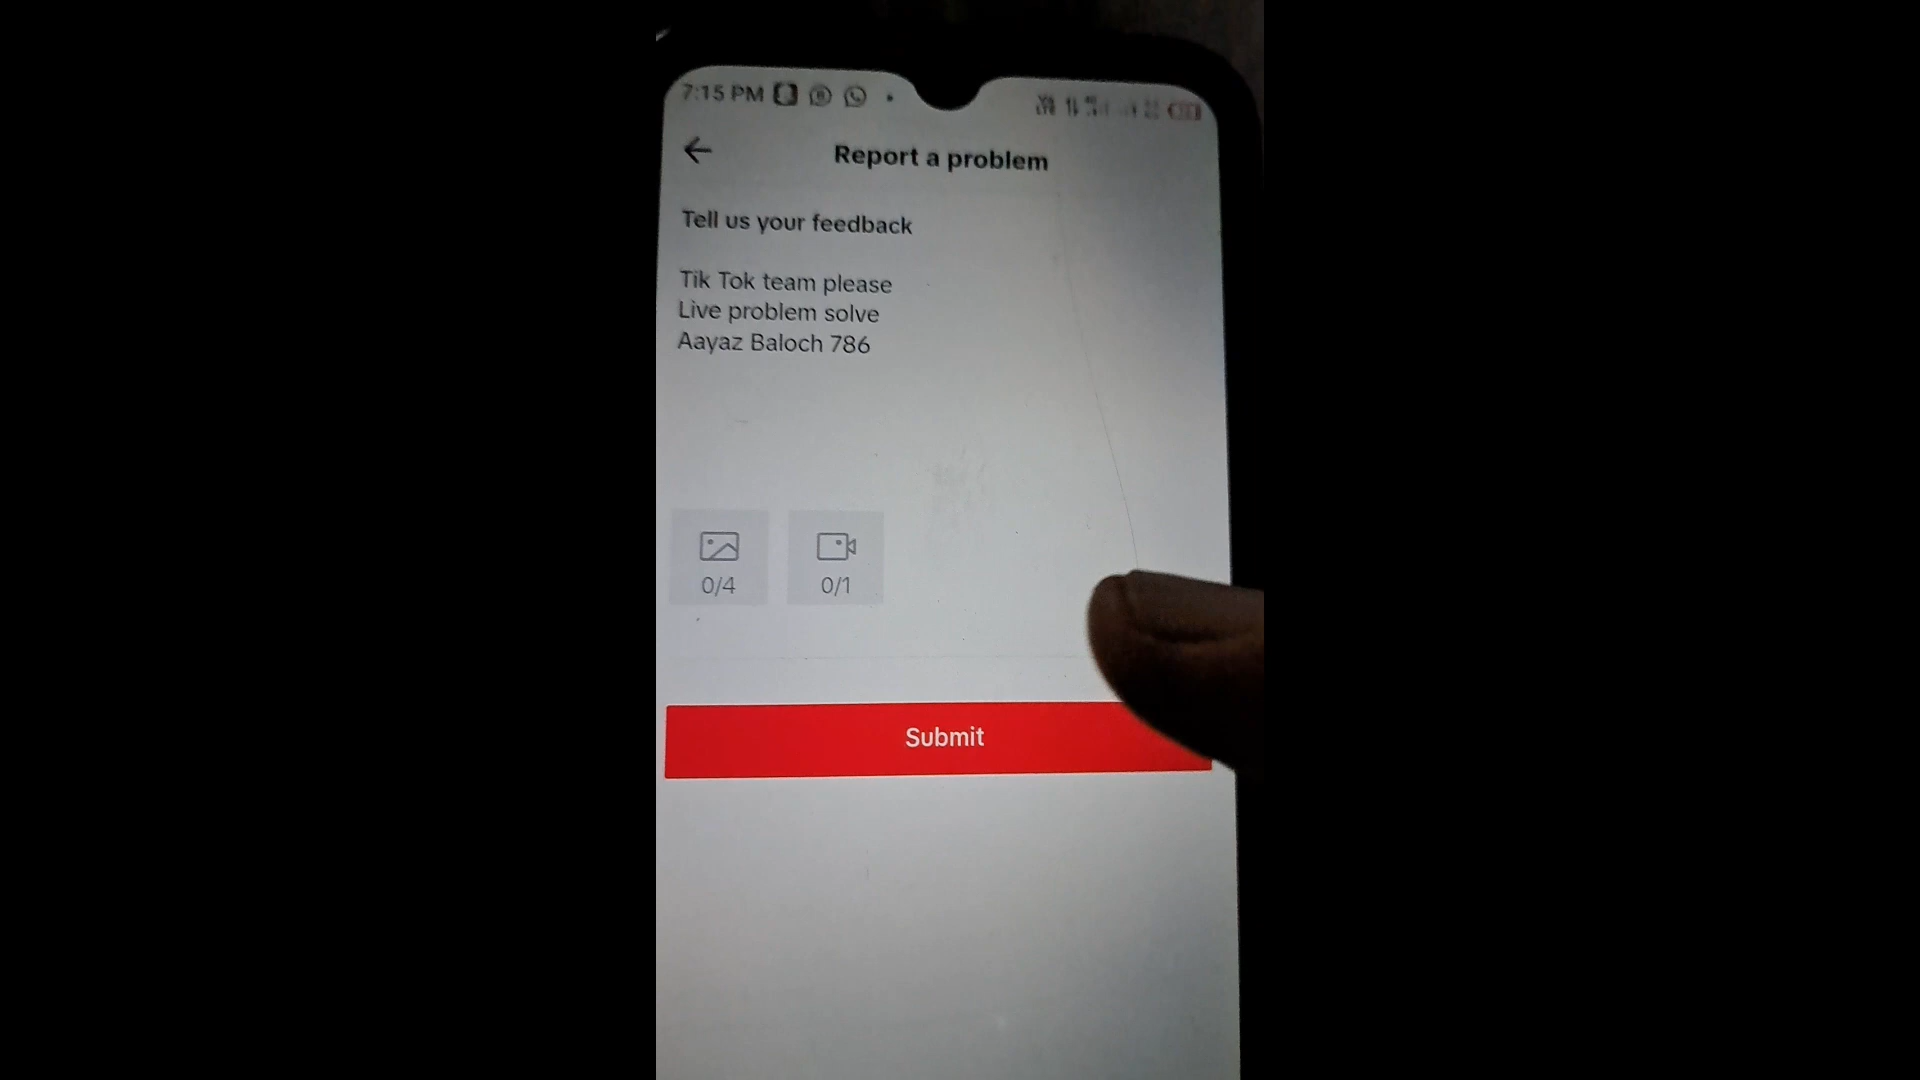 7:15 PM
Report a problem
Tell us your feedback
Tik Tok team please
Live problem solve
Aayaz Baloch 786
0/4
0/1
Submit